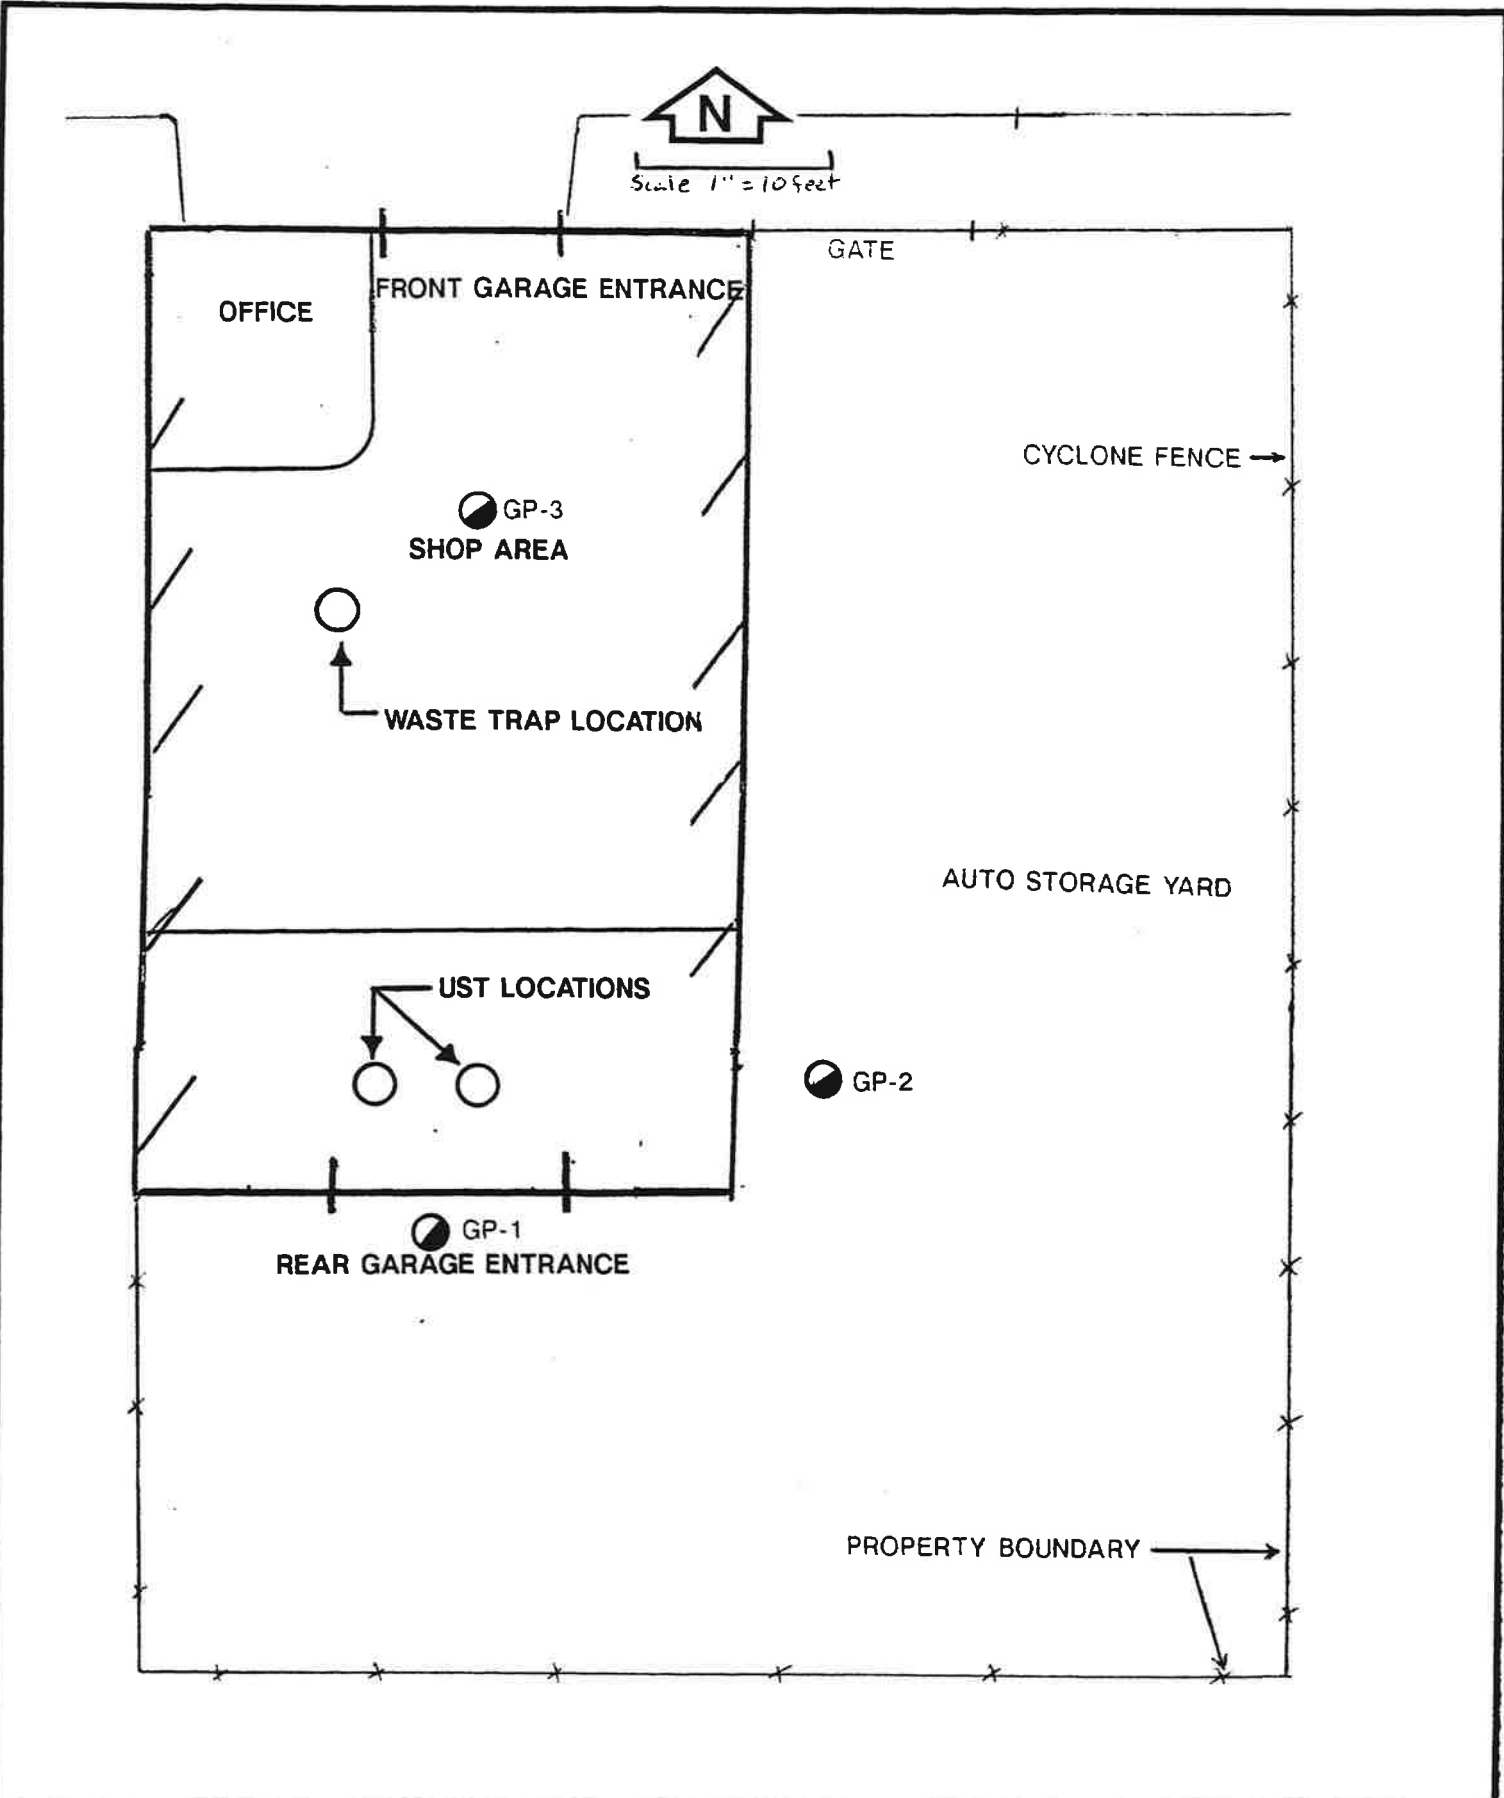 N
Scale 1" = 10 feet
GATE
FRONT GARAGE ENTRANCE
OFFICE
CYCLONE FENCE
GP-3
SHOP AREA
WASTE TRAP LOCATION
AUTO STORAGE YARD
UST LOCATIONS
GP-2
GP-1
REAR GARAGE ENTRANCE
PROPERTY BOUNDARY